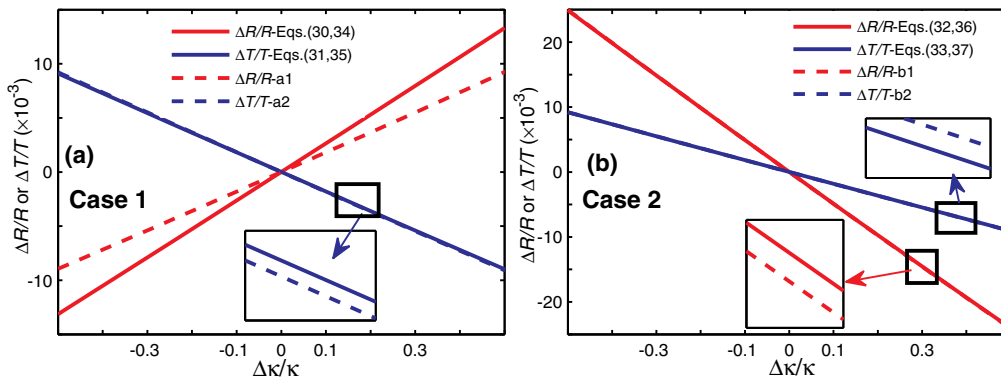 ΔR/R-Eqs.(30,34)
ΔT/T-Eqs.(31,35)
ΔR/R-a1
ΔT/T-a2
(a)
Case 1
ΔR/R or ΔT/T (×10⁻³)
10
0
-10
-0.3
-0.1
0
0.1
0.3
Δκ/κ
ΔR/R-Eqs.(32,36)
ΔT/T-Eqs.(33,37)
ΔR/R-b1
ΔT/T-b2
(b)
Case 2
ΔR/R or ΔT/T (×10⁻³)
20
10
0
-10
-20
-0.3
-0.1
0
0.1
0.3
Δκ/κ